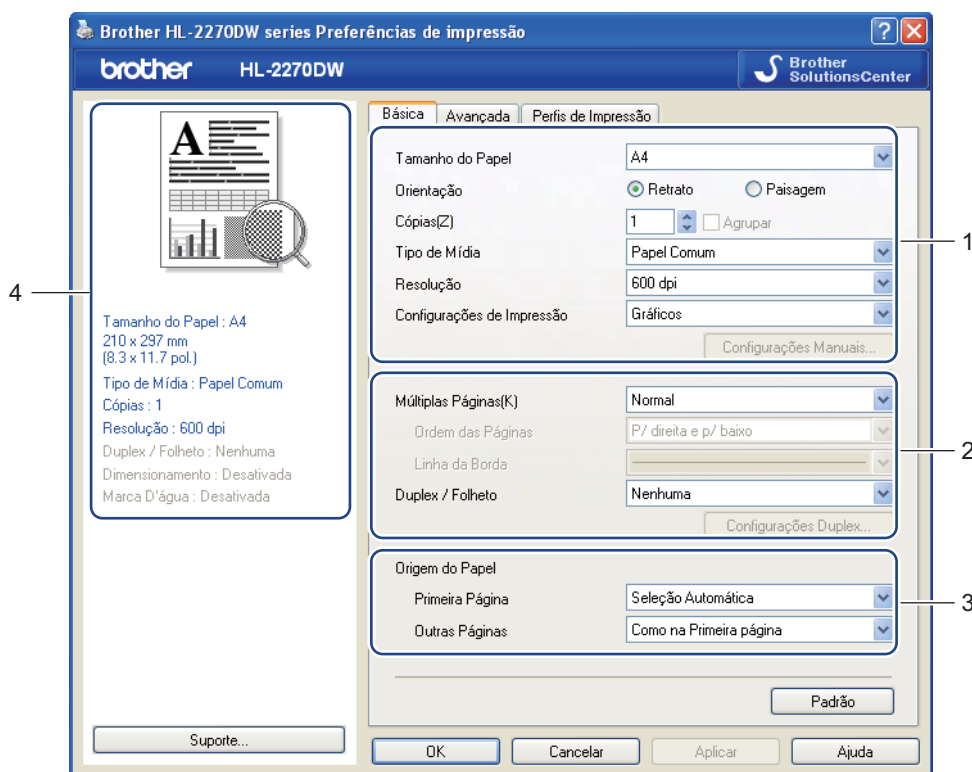 Brother HL-2270DW series Preferências de impressão
brother HL-2270DW
Brother
SolutionsCenter
Básica Avançada Perfis de Impressão
A
Tamanho do Papel A4
Orientação Retrato Paisagem
Cópias(Z) 1 Agrupar
1
Tipo de Mídia Papel Comum
Resolução 600 dpi
Configurações de Impressão Gráficos
Configurações Manuais...
4
Tamanho do Papel : A4
210 x 297 mm
(8.3 x 11.7 pol.)
Tipo de Mídia : Papel Comum
Cópias : 1
Resolução : 600 dpi
Duplex / Folheto : Nenhuma
Dimensionamento : Desativada
Marca D'água : Desativada
Múltiplas Páginas(K) Normal
Ordem das Páginas P/ direita e p/ baixo
2
Linha da Borda
Duplex / Folheto Nenhuma
Configurações Duplex...
Origem do Papel
Primeira Página Seleção Automática
3
Outras Páginas Como na Primeira página
Padrão
Suporte...
OK Cancelar Aplicar Ajuda